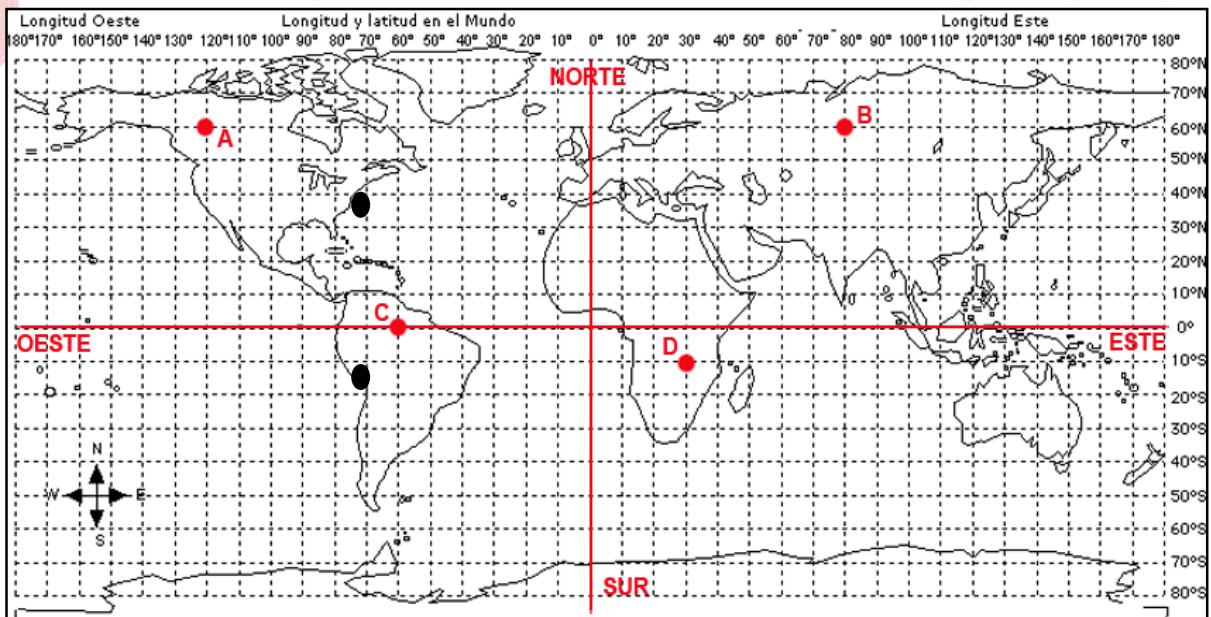 Longitud Oeste Longitud y latitud en el Mundo Longitud Este
180°170° 160°150° 140°130° 120°110° 100° 90° 80° 70° 60° 50° 40° 30° 20° 10° 0° 10° 20° 30° 40° 50° 60° 70° 80° 90° 100° 110° 120° 130° 140° 150° 160°170° 180°
80°N
NORTE
70°N
B
60°N
A
50°N
40°N
30°N
20°N
10°N
C
0°
OESTE
ESTE
D
10°S
20°S
30°S
N
40°S
W E
50°S
S
60°S
70°S
SUR
80°S